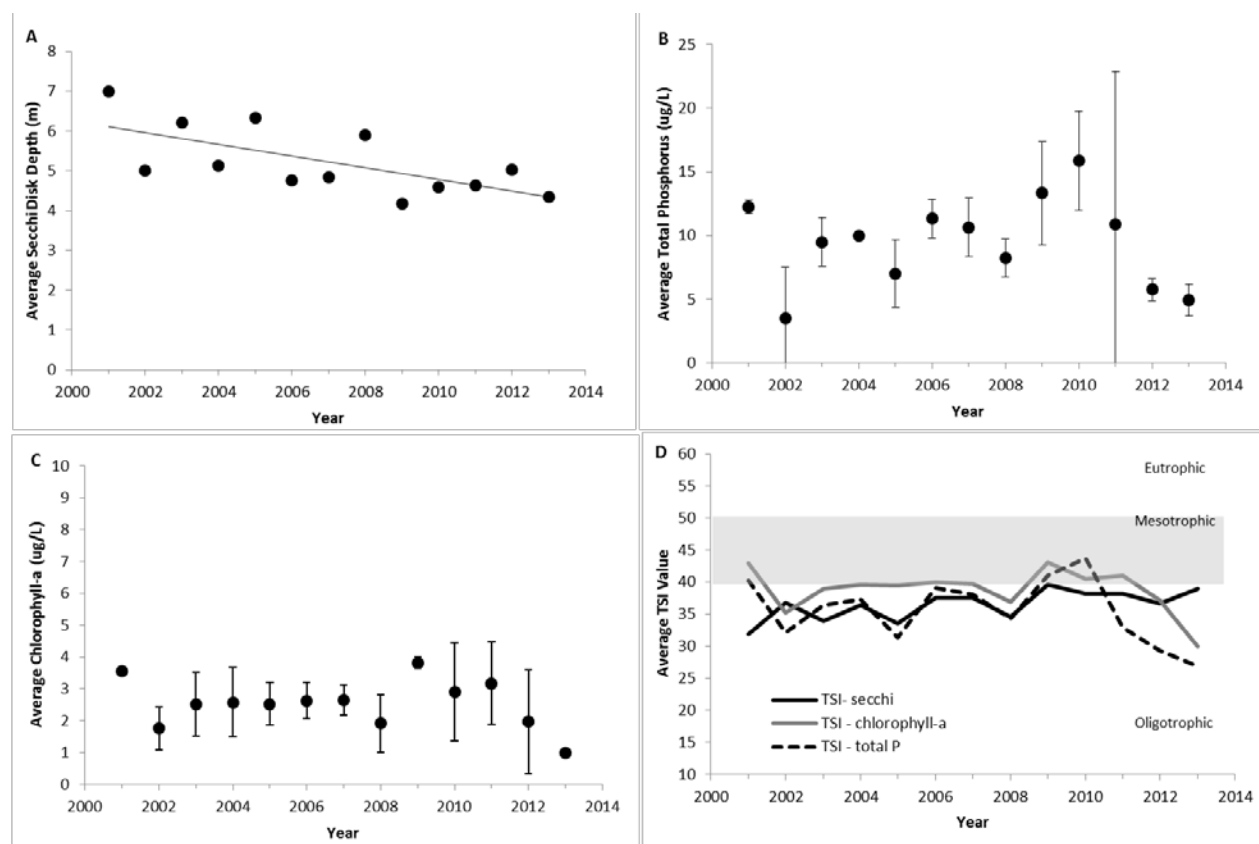 A
Average Secchi Disk Depth (m)
8
7
6
5
4
3
2
1
0
2000 2002 2004 2006 2008 2010 2012 2014
Year
B
Average Total Phosphorus (ug/L)
25
20
15
10
5
0
2000 2002 2004 2006 2008 2010 2012 2014
Year
C
Average Chlorophyll-a (ug/L)
10
9
8
7
6
5
4
3
2
1
0
2000 2002 2004 2006 2008 2010 2012 2014
Year
D
Average TSI Value
60
55
50
45
40
35
30
25
20
15
10
Eutrophic
Mesotrophic
Oligotrophic
TSI- secchi
TSI - chlorophyll-a
TSI - total P
2000 2002 2004 2006 2008 2010 2012 2014
Year